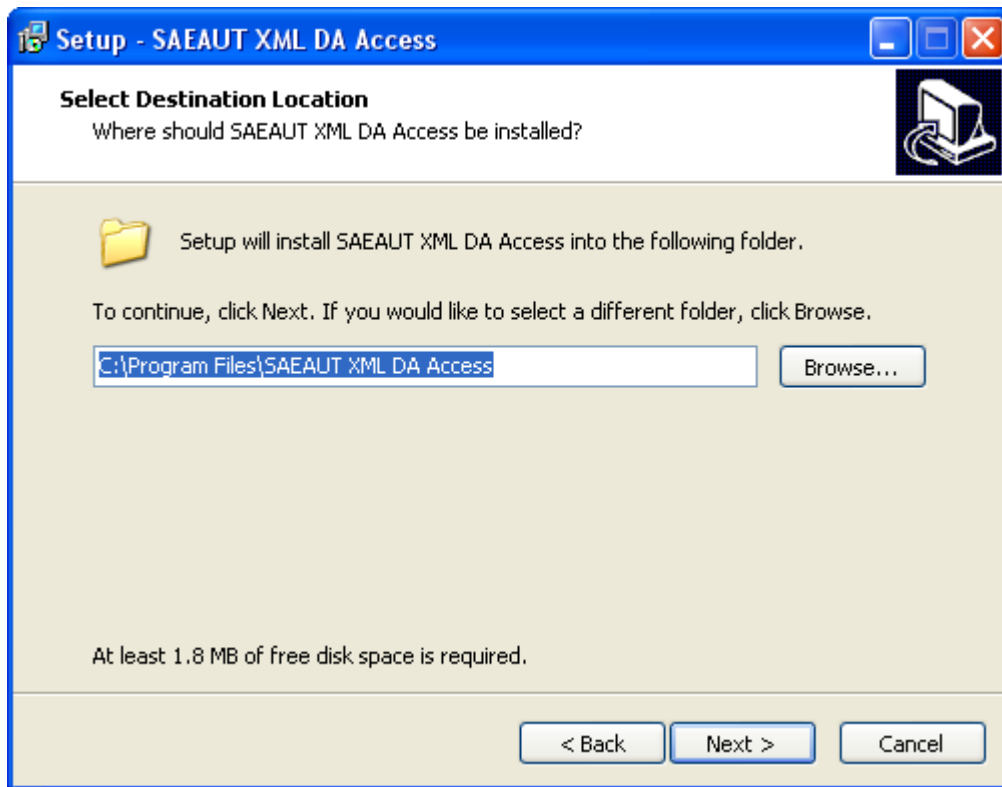 Setup - SAEAUT XML DA Access
Select Destination Location
Where should SAEAUT XML DA Access be installed?
Setup will install SAEAUT XML DA Access into the following folder.
To continue, click Next. If you would like to select a different folder, click Browse.
C:\Program Files\SAEAUT XML DA Access
Browse...
At least 1.8 MB of free disk space is required.
< Back
Next >
Cancel